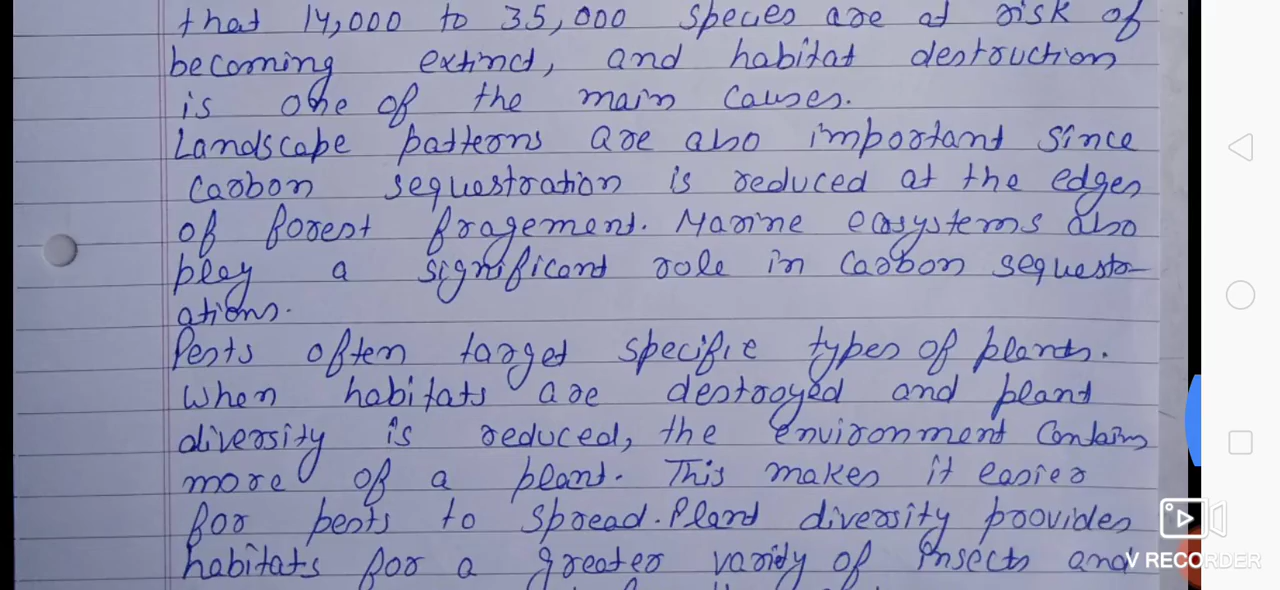 that 14,000 to 35,000 species are at risk of
becoming extinct, and habitat destruction
is one of the main causes.
Landscape patterns are also important since
carbon sequestration is reduced at the edges
of forest fragement. Marine ecosystems also
play a significant role in carbon sequestr-
ations.
Pests often target specific types of plants.
When habitats are destroyed and plant
diversity is reduced, the environment contains
more of a plant. This makes it easier
for pests to spread. Plant diversity provides
habitats for a greater varity of insects and
V RECORDER